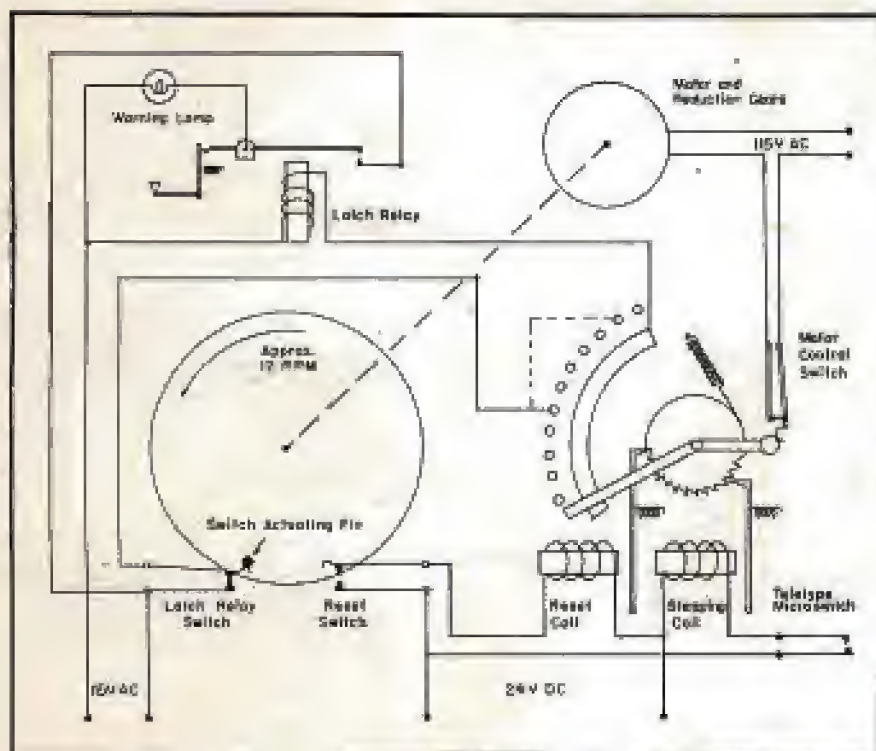 Warning Lamp
Motor and
Reduction Gears
115V AC
Latch Relay
Approx.
12 RPM
Motor
Control
Switch
Switch Actuating Pin
Latch Relay
Switch
Reset
Switch
Reset
Coil
Stepping
Coil
Teletype
Microswitch
15V AC
24V DC